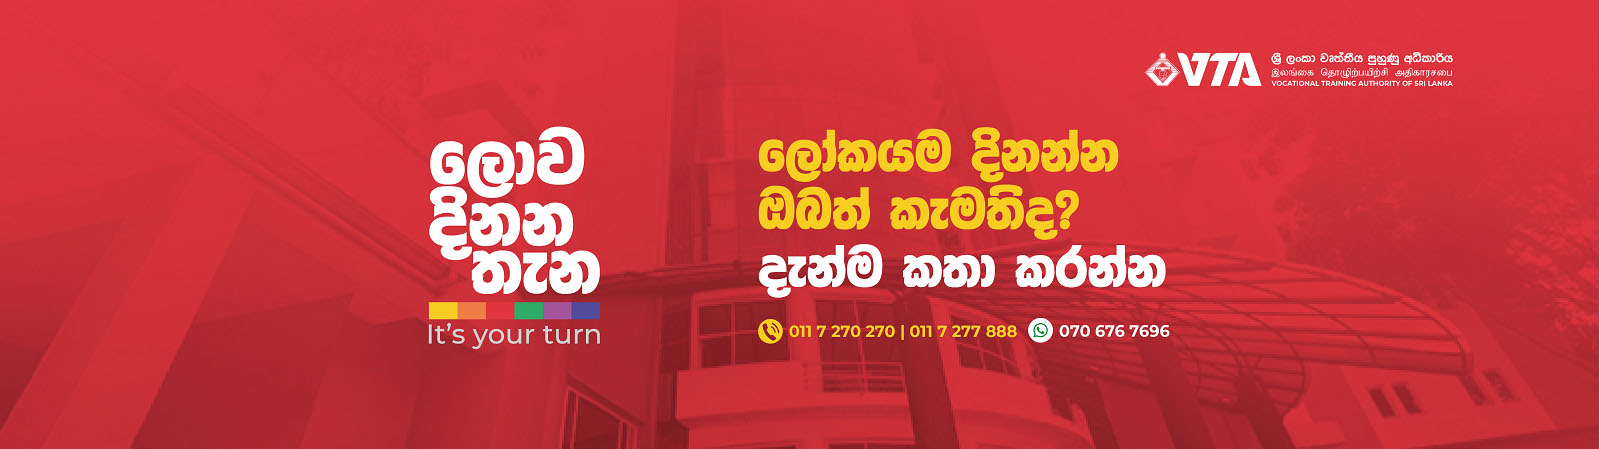 VTA
ශ්‍රී ලංකා වෘත්තීය පුහුණු අධිකාරිය
இலங்கை தொழிற்பயிற்சி அதிகாரசபை
VOCATIONAL TRAINING AUTHORITY OF SRI LANKA
ලොව
දිනන
තැන
It's your turn
ලෝකයම දිනන්න
ඔබත් කැමතිද?
දැන්ම කතා කරන්න
011 7 270 270 | 011 7 277 888 070 676 7696